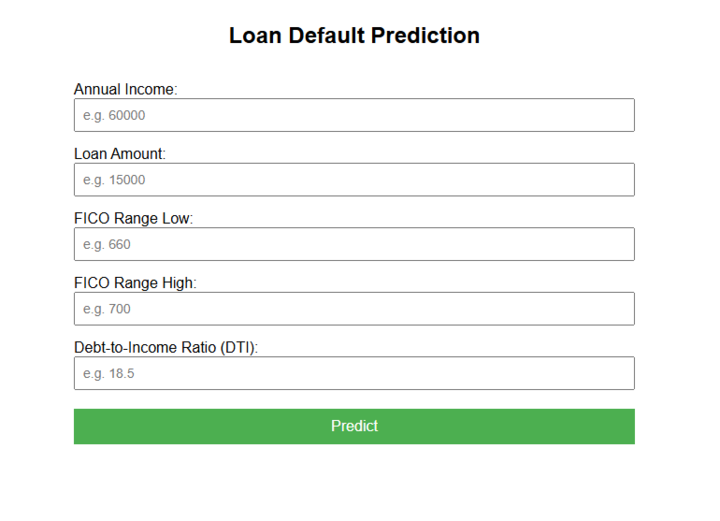 Loan Default Prediction
Annual Income:
e.g. 60000
Loan Amount:
e.g. 15000
FICO Range Low:
e.g. 660
FICO Range High:
e.g. 700
Debt-to-Income Ratio (DTI):
e.g. 18.5
Predict